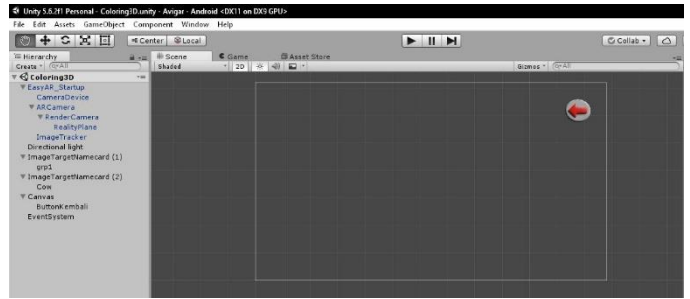 Unity 5.6.2f1 Personal - Coloring3D.unity - Avigar - Android <DX11 on DX9 GPU>
File Edit Assets GameObject Component Window Help
Center Local Collab
Hierarchy Scene Game Asset Store
Create Q▾All Shaded 2D Gizmos Q▾All
Coloring3D
EasyAR_Startup
CameraDevice
ARCamera
RenderCamera
RealityPlane
ImageTracker
Directional light
ImageTargetNamecard (1)
grp1
ImageTargetNamecard (2)
Cow
Canvas
ButtonKembali
EventSystem